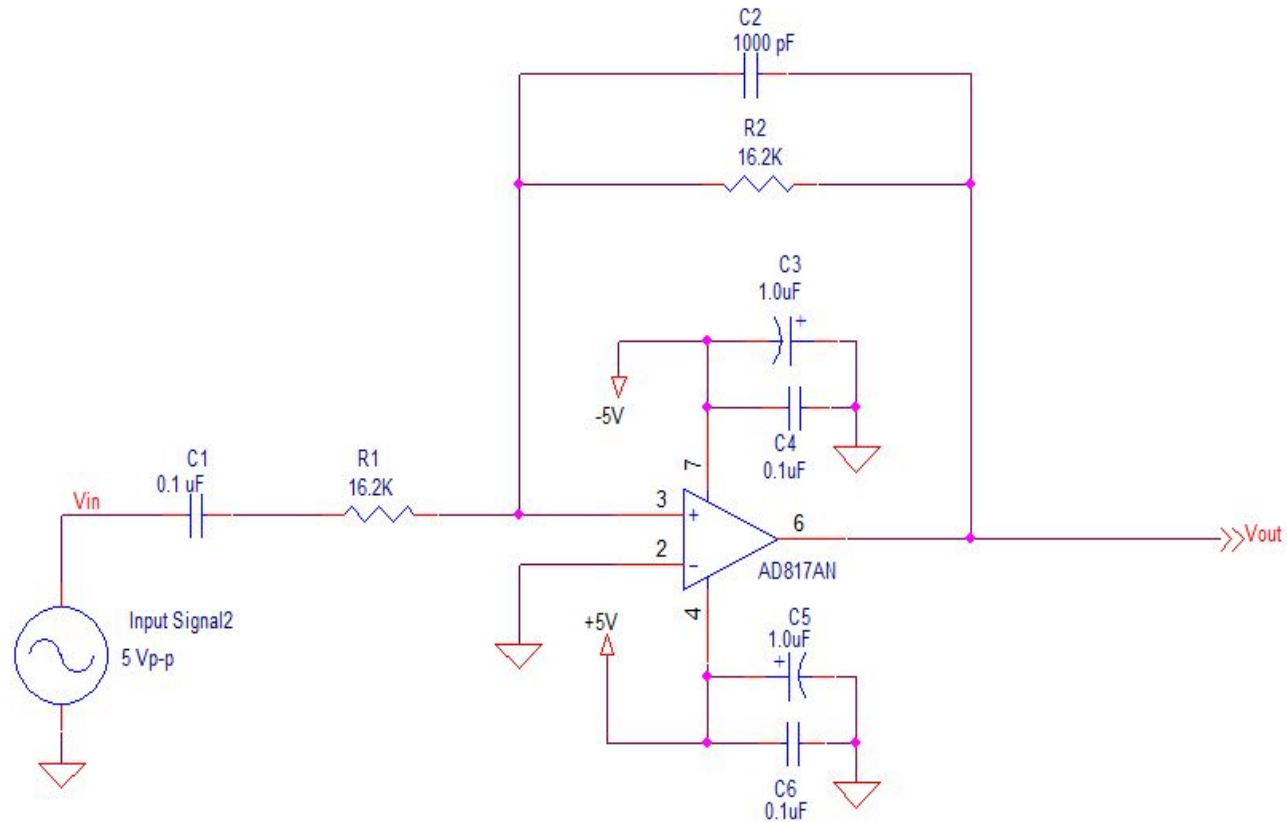 C2
1000 pF
R2
16.2K
C3
1.0uF
+
-5V
C4
0.1uF
C1
0.1 uF
R1
16.2K
Vin
7
3
+
2
-
6
Vout
AD817AN
4
Input Signal2
5 Vp-p
+5V
C5
1.0uF
+
C6
0.1uF